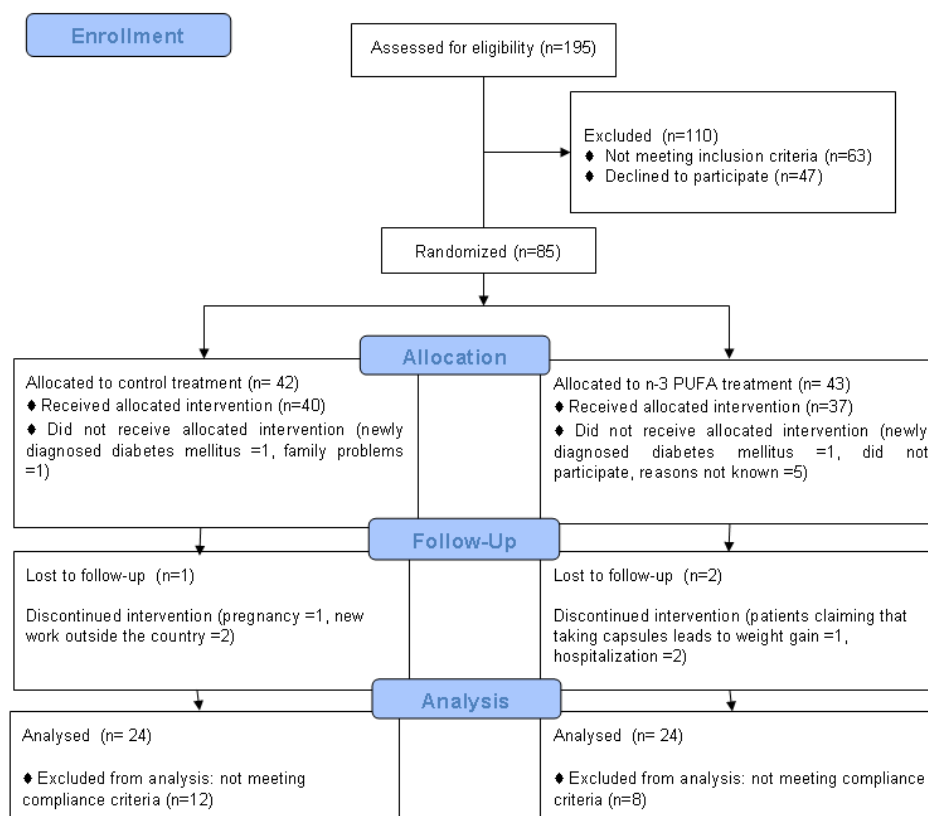 Enrollment
Assessed for eligibility (n=195)
Excluded (n=110)
♦ Not meeting inclusion criteria (n=63)
♦ Declined to participate (n=47)
Randomized (n=85)
Allocation
Allocated to control treatment (n= 42)
♦ Received allocated intervention (n=40)
♦ Did not receive allocated intervention (newly
diagnosed diabetes mellitus =1, family problems
=1)
Allocated to n-3 PUFA treatment (n= 43)
♦ Received allocated intervention (n=37)
♦ Did not receive allocated intervention (newly
diagnosed diabetes mellitus =1, did not
participate, reasons not known =5)
Follow-Up
Lost to follow-up (n=1)
Discontinued intervention (pregnancy =1, new
work outside the country =2)
Lost to follow-up (n=2)
Discontinued intervention (patients claiming that
taking capsules leads to weight gain =1,
hospitalization =2)
Analysis
Analysed (n= 24)
♦ Excluded from analysis: not meeting
compliance criteria (n=12)
Analysed (n= 24)
♦ Excluded from analysis: not meeting compliance
criteria (n=8)